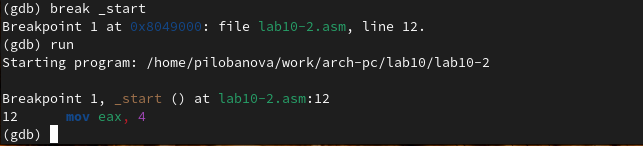 (gdb) break _start
Breakpoint 1 at 0x8049000: file lab10-2.asm, line 12.
(gdb) run
Starting program: /home/pilobanova/work/arch-pc/lab10/lab10-2

Breakpoint 1, _start () at lab10-2.asm:12
12      mov eax, 4
(gdb)